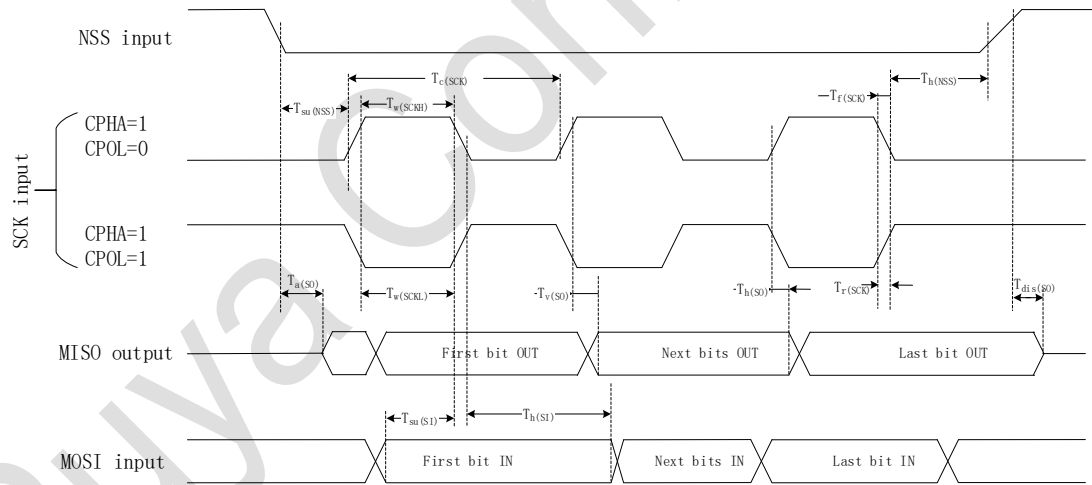 NSS input
Tc(SCK)
Tsu(NSS)
Tw(SCKH)
Tf(SCK)
Th(NSS)
SCK input
CPHA=1
CPOL=0
CPHA=1
CPOL=1
Ta(SO)
Tw(SCKL)
Tv(SO)
Th(SO)
Tr(SCK)
Tdis(SO)
MISO output
First bit OUT
Next bits OUT
Last bit OUT
Tsu(SI)
Th(SI)
MOSI input
First bit IN
Next bits IN
Last bit IN